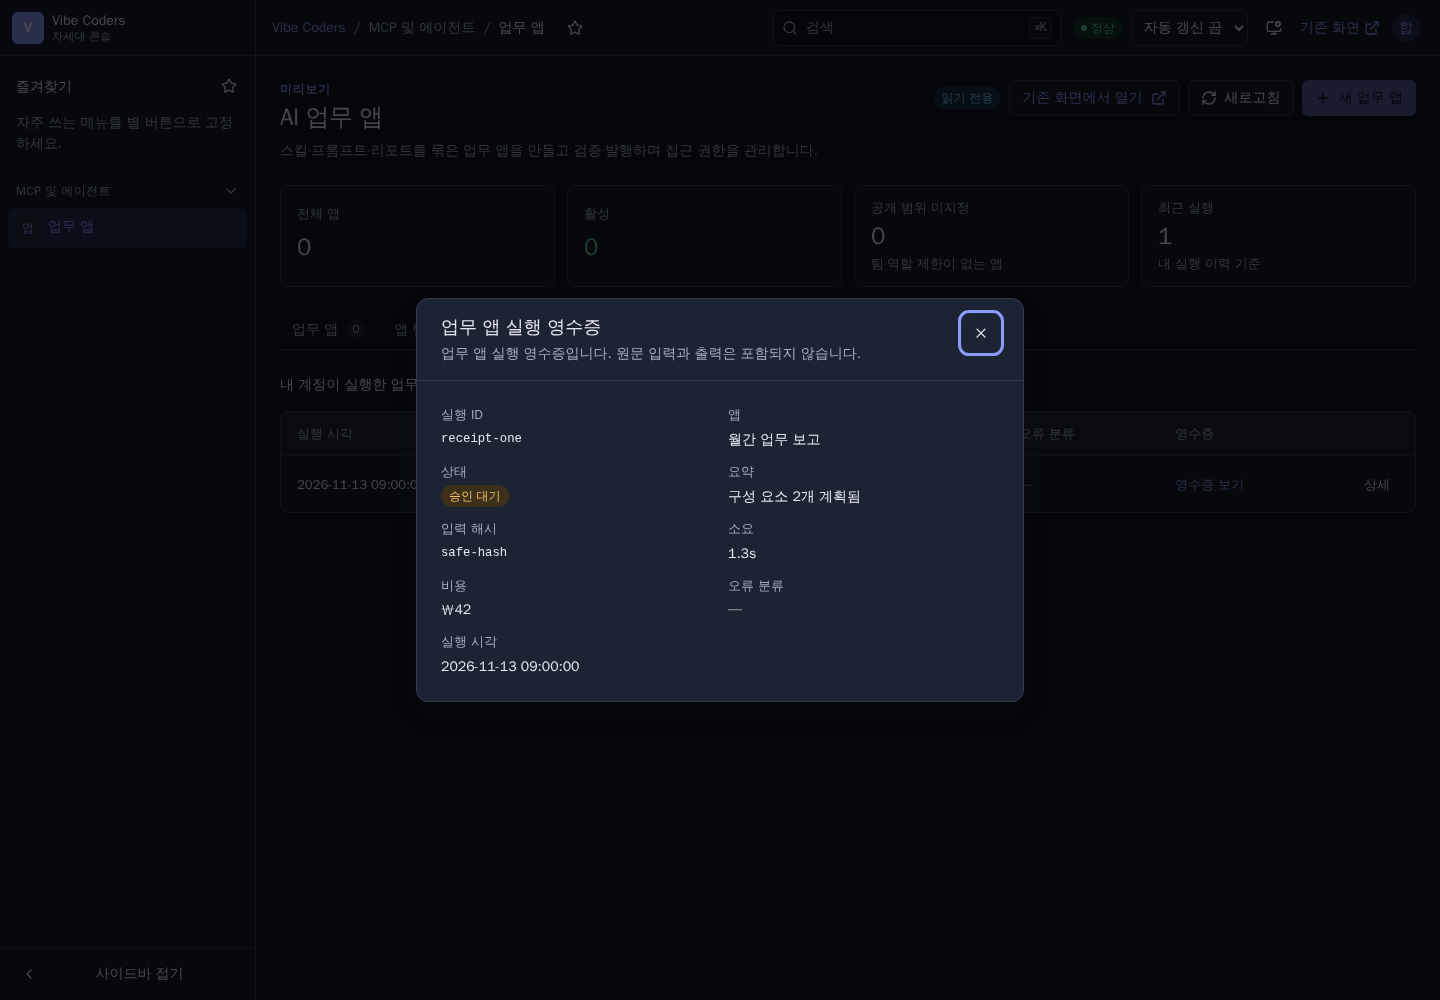 V
Vibe Coders
차세대 콘솔
Vibe Coders / MCP 및 에이전트 / 업무 앱
검색
⌘K
정상
자동 갱신 끔
기존 화면
합
즐겨찾기
자주 쓰는 메뉴를 별 버튼으로 고정
하세요.
MCP 및 에이전트
업 업무 앱
사이드바 접기
미리보기
AI 업무 앱
스킬·프롬프트·리포트를 묶은 업무 앱을 만들고 검증·발행하며 접근 권한을 관리합니다.
읽기 전용
기존 화면에서 열기
새로고침
새 업무 앱
전체 앱
0
활성
0
공개 범위 미지정
0
팀·역할 제한이 없는 앱
최근 실행
1
내 실행 이력 기준
업무 앱 0
앱
내 계정이 실행한 업무
실행 시각
오류 분류
영수증
2026-11-13 09:00:0
—
영수증 보기
상세
업무 앱 실행 영수증
업무 앱 실행 영수증입니다. 원문 입력과 출력은 포함되지 않습니다.
실행 ID
receipt-one
앱
월간 업무 보고
상태
승인 대기
요약
구성 요소 2개 계획됨
입력 해시
safe-hash
소요
1.3s
비용
₩42
오류 분류
—
실행 시각
2026-11-13 09:00:00